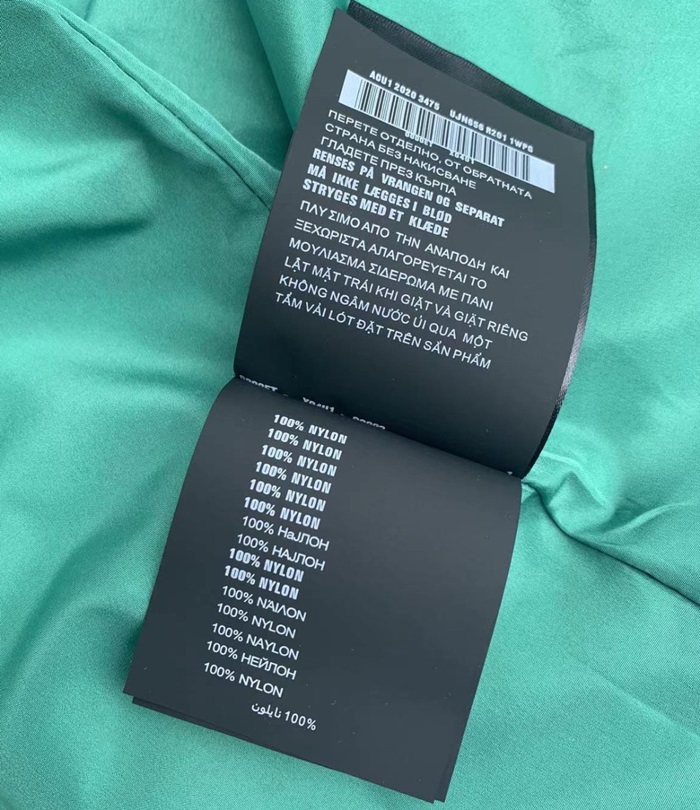 AOU1 2020 3475 UJN656 R201 1WPG
ПЕРЕТЕ ОТДЕЛНО, ОТ ОБРАТНАТА
СТРАНА БЕЗ НАКИСВАНЕ
ГЛАДЕТЕ ПРЕЗ КЪРПА
RENSES PÅ VRANGEN OG SEPARAT
MÅ IKKE LÆGGES I BLØD
STRYGES MED ET KLÆDE
ΠΛΥ ΣΙΜΟ ΑΠΟ ΤΗΝ ΑΝΑΠΟΔΗ ΚΑΙ
ΞΕΧΩΡΙΣΤΑ ΑΠΑΓΟΡΕΥΕΤΑΙ ΤΟ
ΜΟΥΛΙΑΣΜΑ ΣΙΔΕΡΩΜΑ ΜΕ ΠΑΝΙ
LẬT MẶT TRÁI KHI GIẶT VÀ GIẶT RIÊNG
KHÔNG NGÂM NƯỚC ỦI QUA MỘT
TẤM VẢI LÓT ĐẶT TRÊN SẢN PHẨM
100% NYLON
100% NYLON
100% NYLON
100% NYLON
100% NYLON
100% NYLON
100% НаЈЛОН
100% НАЈЛОН
100% NYLON
100% NYLON
100% ΝΑΪΛΟΝ
100% NYLON
100% NAYLON
100% НЕЙЛОН
100% NYLON
100% نايلون